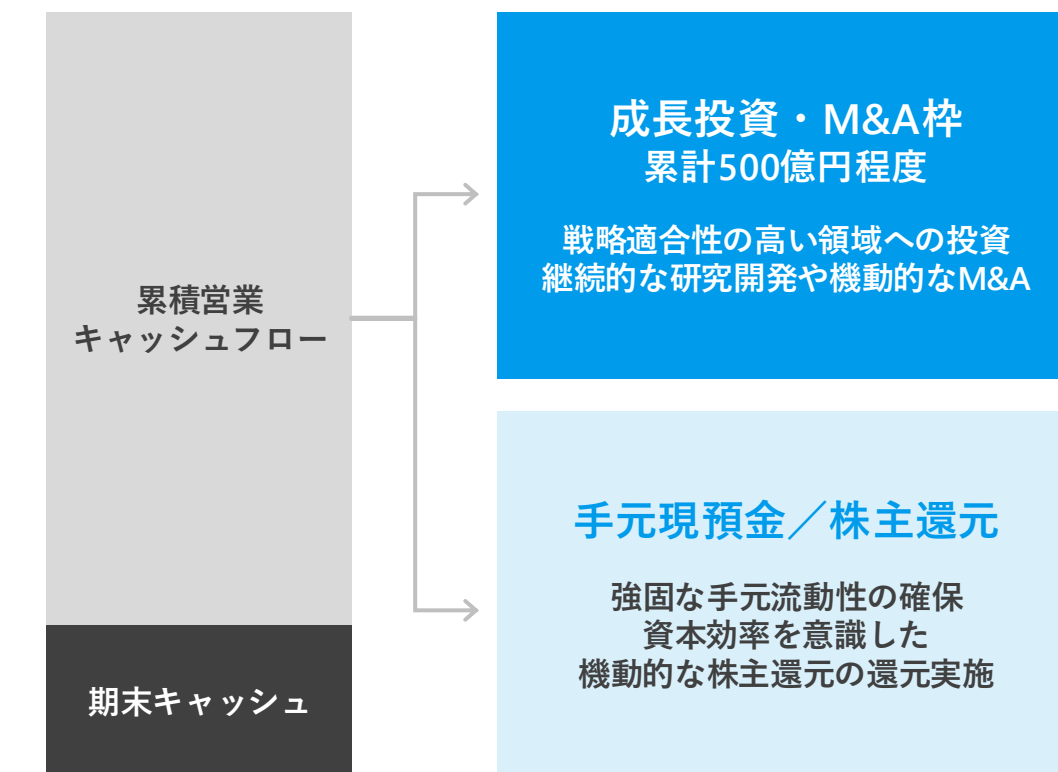 累積営業
キャッシュフロー
期末キャッシュ
成長投資・M&A枠
累計500億円程度
戦略適合性の高い領域への投資
継続的な研究開発や機動的なM&A
手元現預金／株主還元
強固な手元流動性の確保
資本効率を意識した
機動的な株主還元の還元実施